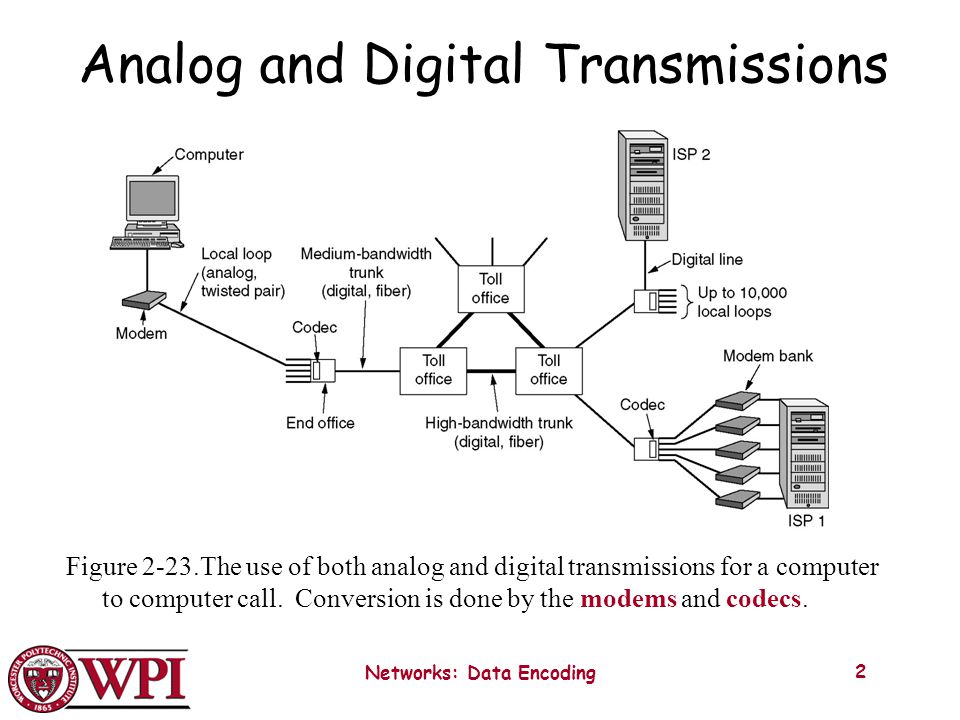 Analog and Digital Transmissions
Computer
ISP 2
Local loop
(analog,
twisted pair)
Medium-bandwidth
trunk
(digital, fiber)
Digital line
Toll
office
Up to 10,000
local loops
Modem
Codec
Toll
office
Toll
office
Modem bank
End office
High-bandwidth trunk
(digital, fiber)
Codec
ISP 1
Figure 2-23.The use of both analog and digital transmissions for a computer
to computer call.  Conversion is done by the modems and codecs.
WORCESTER POLYTECHNIC INSTITUTE
1865
WPI
Networks: Data Encoding
2